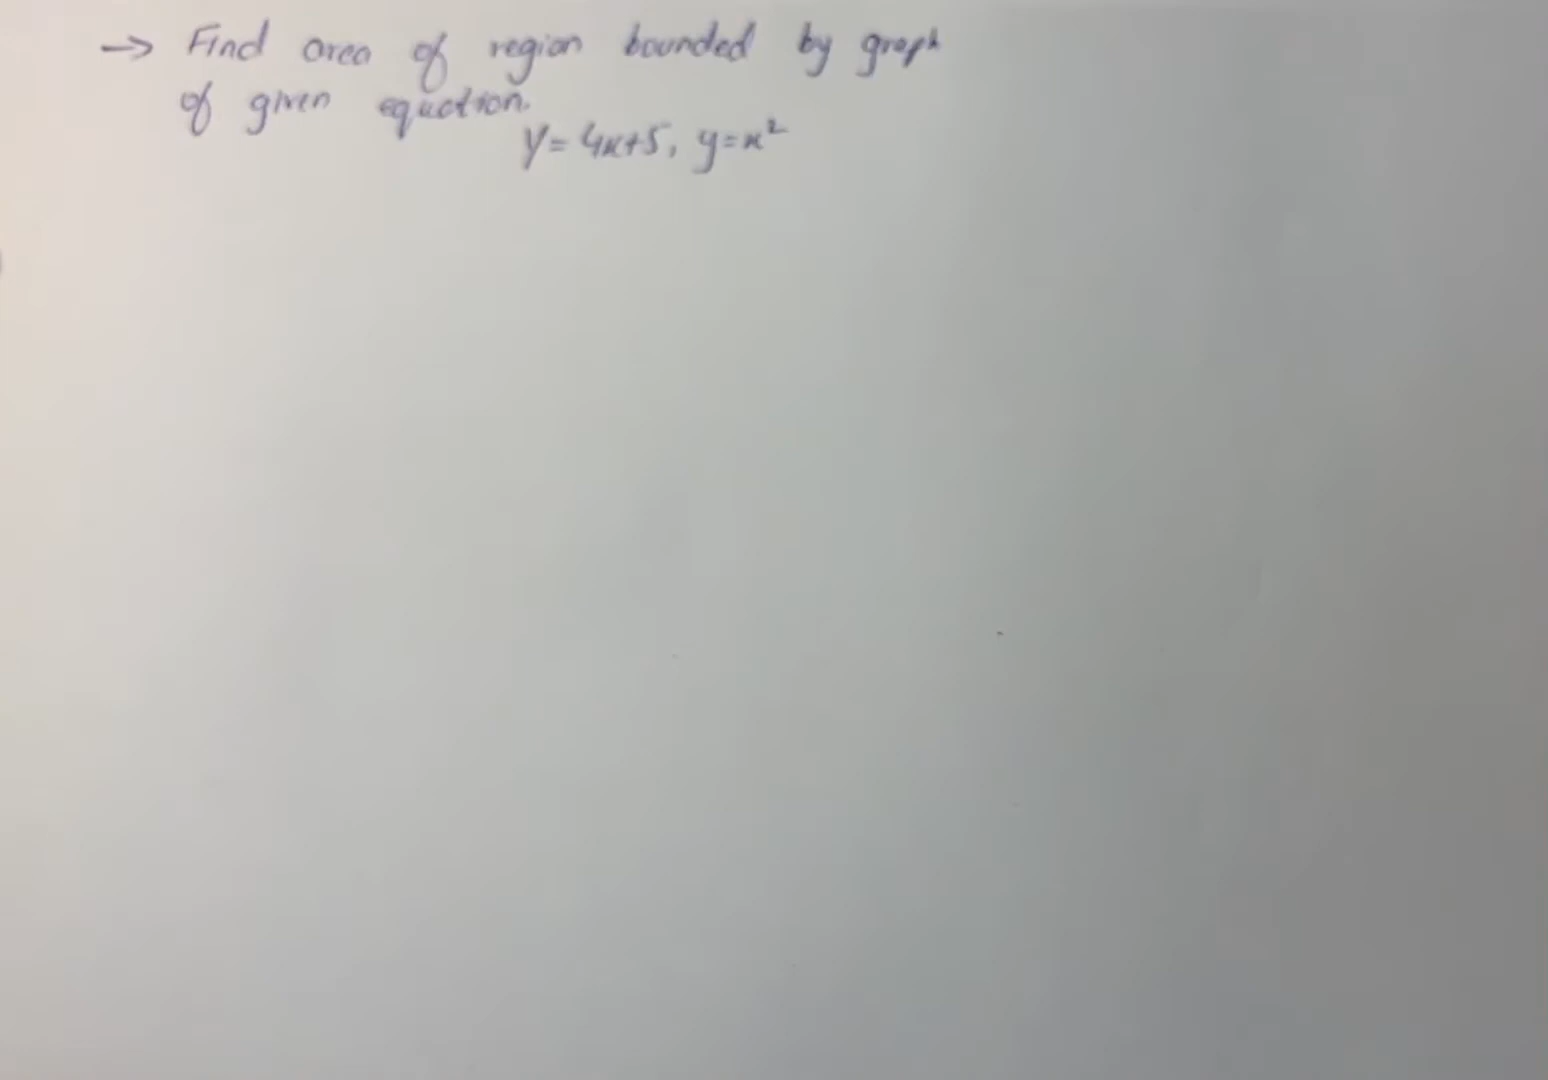 → Find area of region bounded by graph
of given equation.
y = 4x+5, y=x²